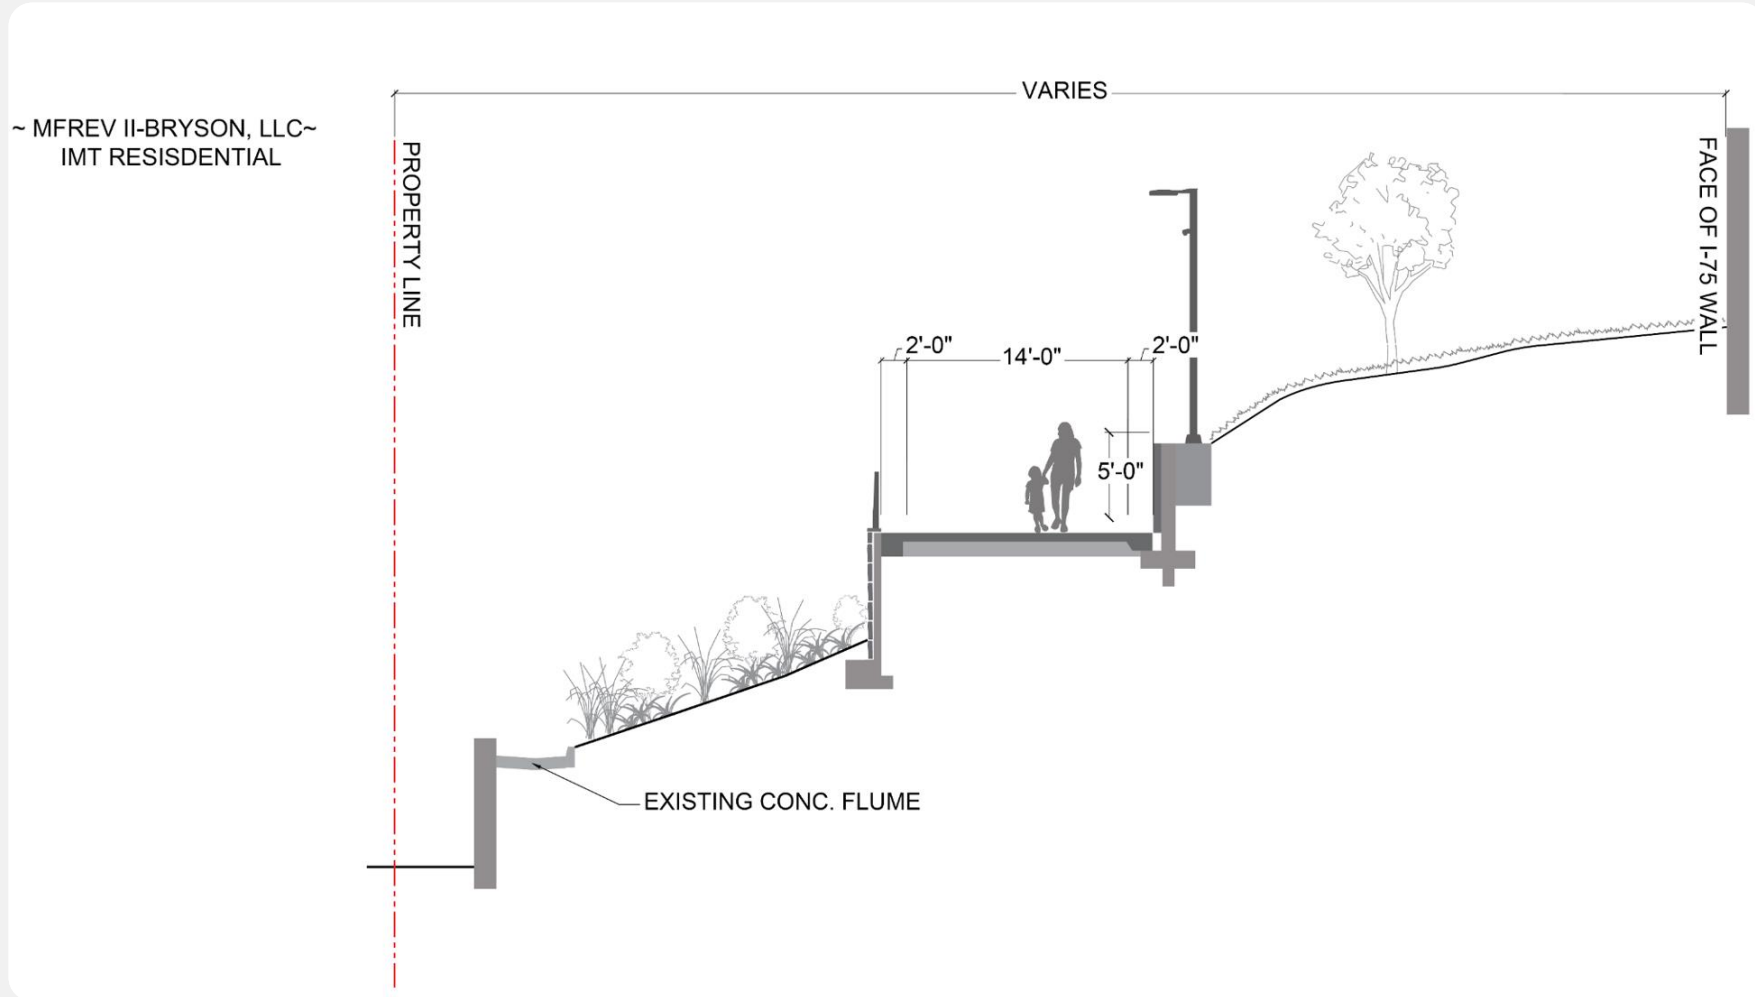 VARIES
~ MFREV II-BRYSON, LLC~
IMT RESISDENTIAL
PROPERTY LINE
FACE OF I-75 WALL
2'-0"
14'-0"
2'-0"
5'-0"
EXISTING CONC. FLUME